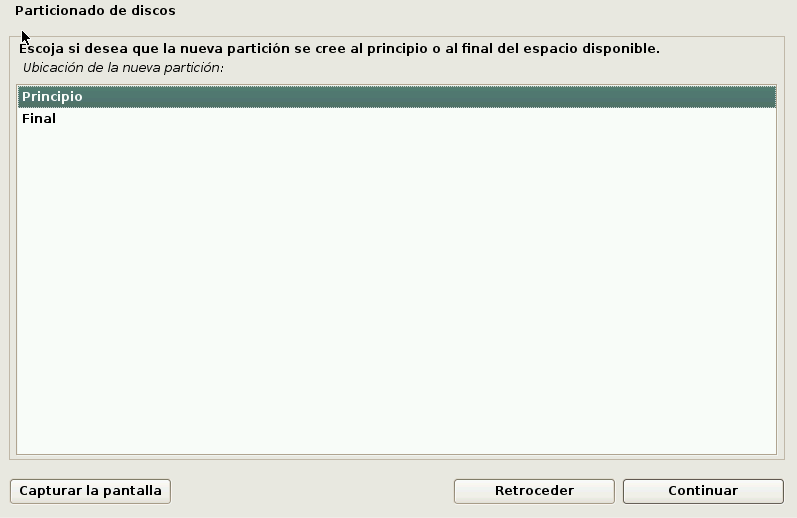 Particionado de discos
Escoja si desea que la nueva partición se cree al principio o al final del espacio disponible.
Ubicación de la nueva partición:
Principio
Final
Capturar la pantalla
Retroceder
Continuar